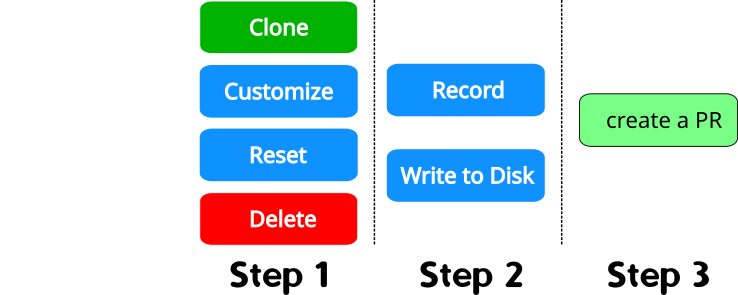 Clone
Customize
Reset
Delete
Step 1
Record
Write to Disk
Step 2
create a PR
Step 3